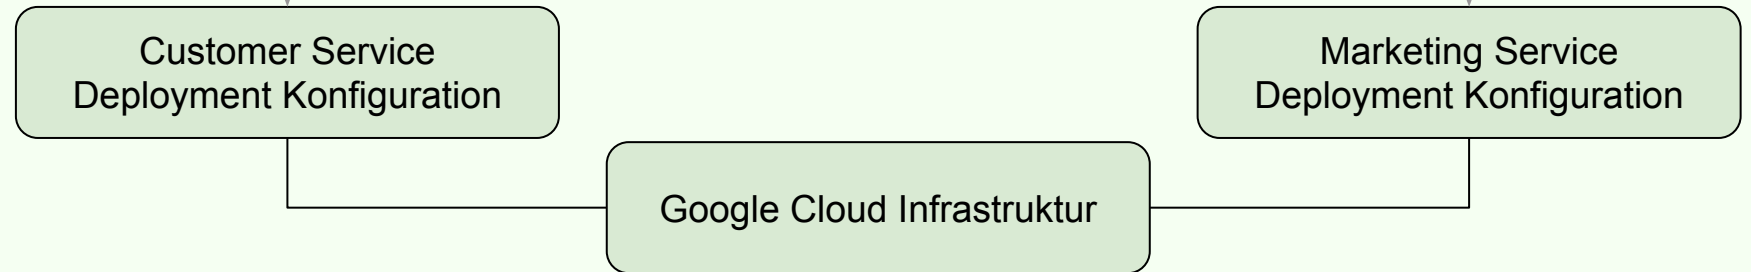 Customer Service
Deployment Konfiguration
Marketing Service
Deployment Konfiguration
Google Cloud Infrastruktur